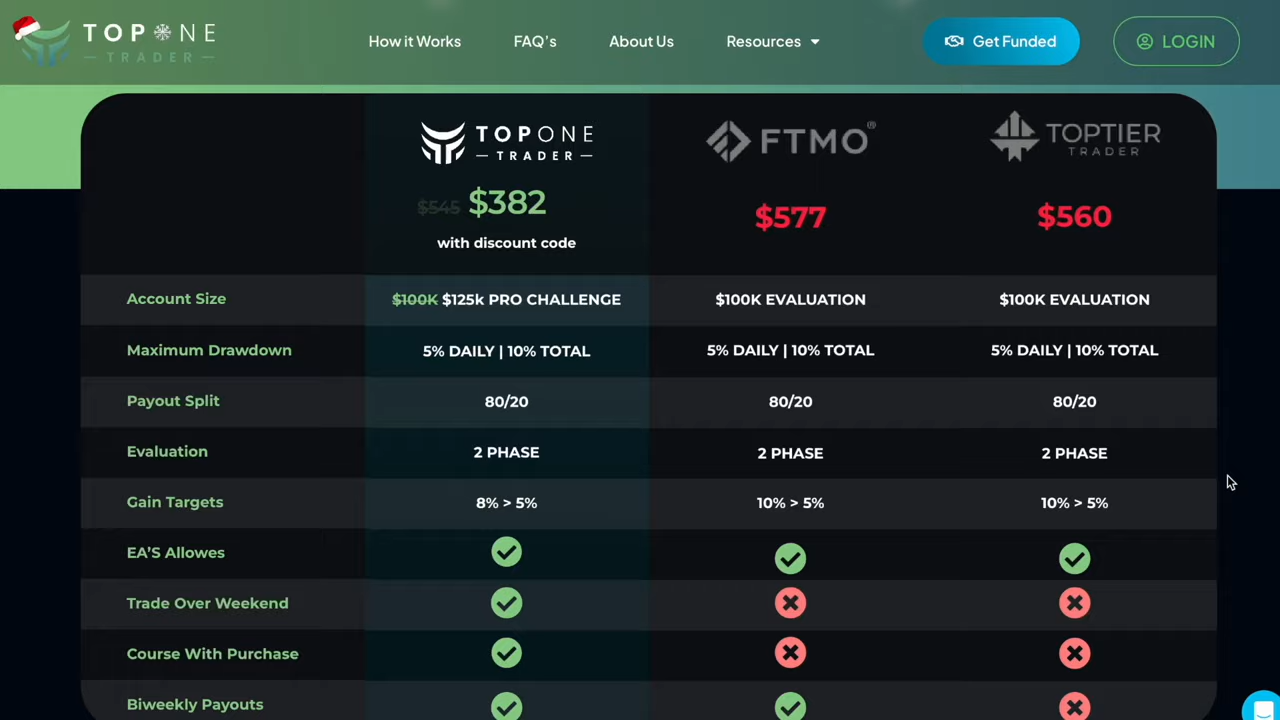 TOP NE
TRADER
How it Works
FAQ's
About Us
Resources
Get Funded
LOGIN
TOPONE
TRADER
FTMO®
TOPTIER
TRADER
$545 $382
$577
$560
with discount code
Account Size
$100K $125k PRO CHALLENGE
$100K EVALUATION
$100K EVALUATION
Maximum Drawdown
5% DAILY | 10% TOTAL
5% DAILY | 10% TOTAL
5% DAILY | 10% TOTAL
Payout Split
80/20
80/20
80/20
Evaluation
2 PHASE
2 PHASE
2 PHASE
Gain Targets
8% > 5%
10% > 5%
10% > 5%
EA'S Allowes
Trade Over Weekend
Course With Purchase
Biweekly Payouts